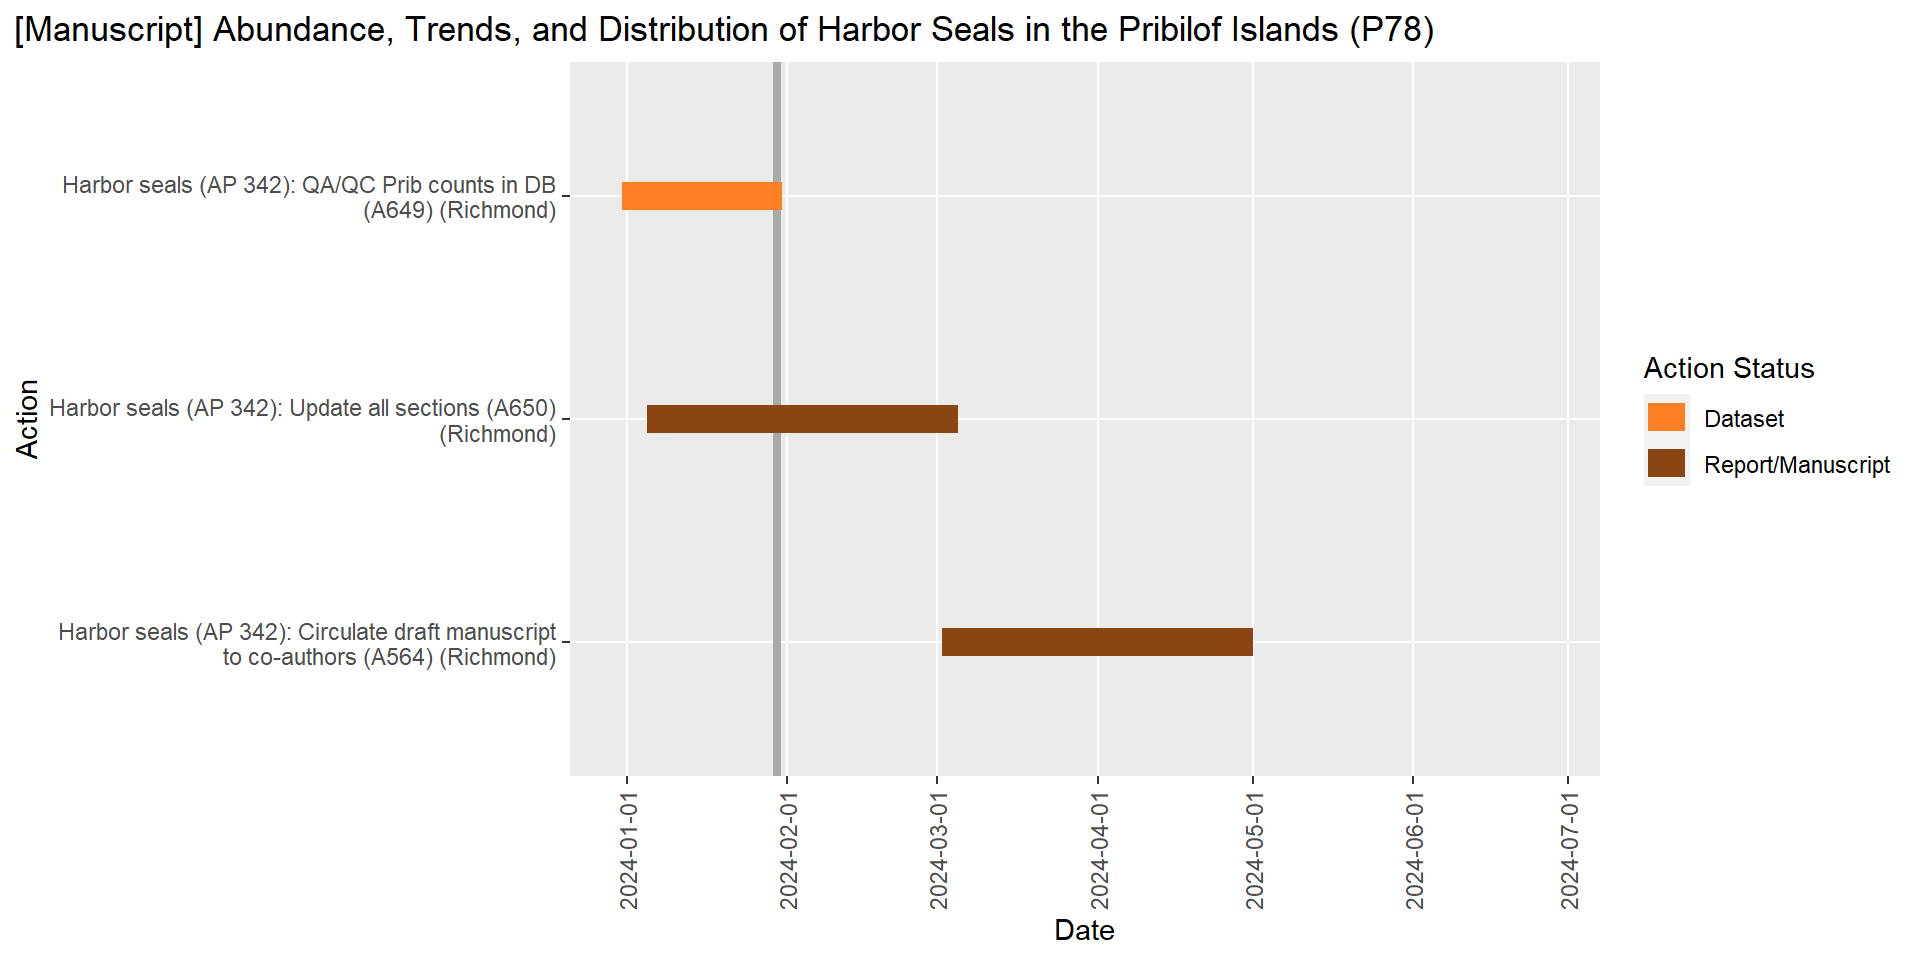 [Manuscript] Abundance, Trends, and Distribution of Harbor Seals in the Pribilof Islands (P78)
Action
Harbor seals (AP 342): QA/QC Prib counts in DB
(A649) (Richmond)
Harbor seals (AP 342): Update all sections (A650)
(Richmond)
Harbor seals (AP 342): Circulate draft manuscript
to co-authors (A564) (Richmond)
2024-01-01
2024-02-01
2024-03-01
2024-04-01
2024-05-01
2024-06-01
2024-07-01
Date
Action Status
Dataset
Report/Manuscript